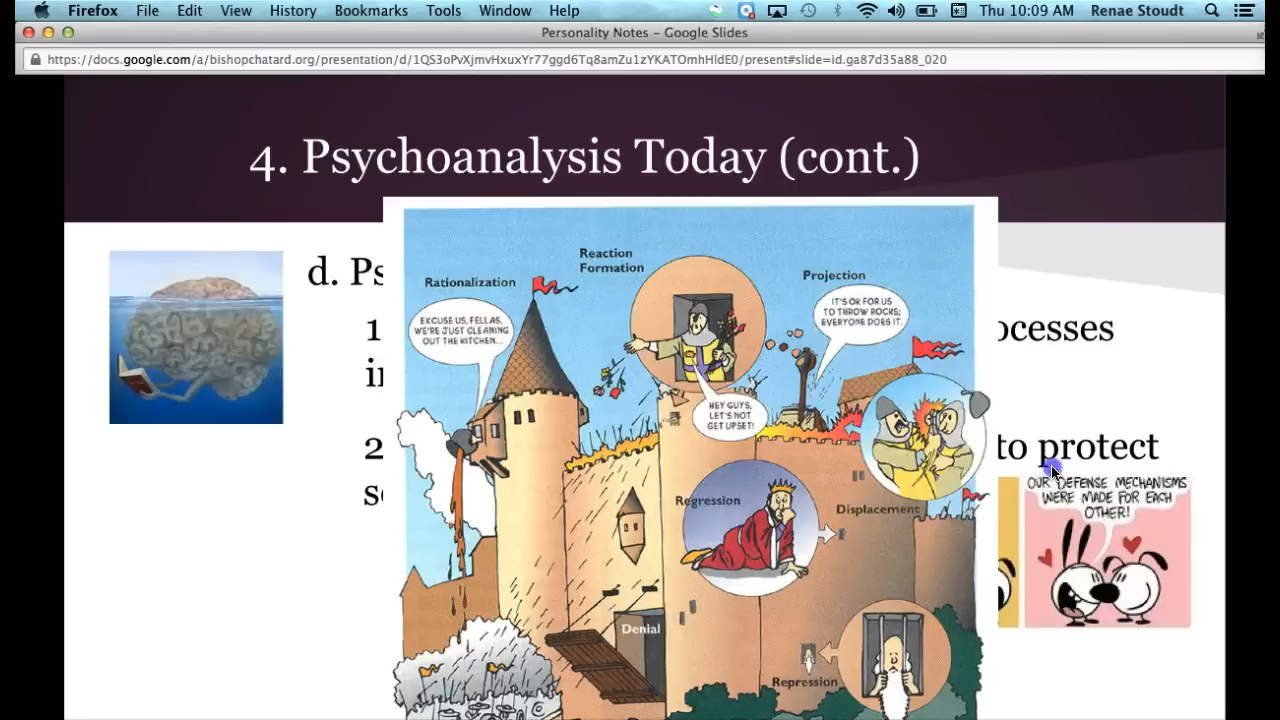 Firefox File Edit View History Bookmarks Tools Window Help Thu 10:09 AM Renae Stoudt
Personality Notes – Google Slides
https://docs.google.com/a/bishopchatard.org/presentation/d/1QS3oPvXjmvHxuxYr77ggd6Tq8amZu1zYKATOmhHldE0/present#slide=id.ga87d35a88_020
4. Psychoanalysis Today (cont.)
d. Ps
1
ocesses
in
2
to protect
se
Reaction
Formation
Rationalization
Projection
EXCUSE US, FELLAS,
WE'RE JUST CLEANING
OUT THE KITCHEN...
IT'S OK FOR US
TO THROW ROCKS;
EVERYONE DOES IT.
HEY GUYS,
LET'S NOT
GET UPSET!
Regression
Displacement
Denial
Repression
OUR DEFENSE MECHANISMS
WERE MADE FOR EACH
OTHER!